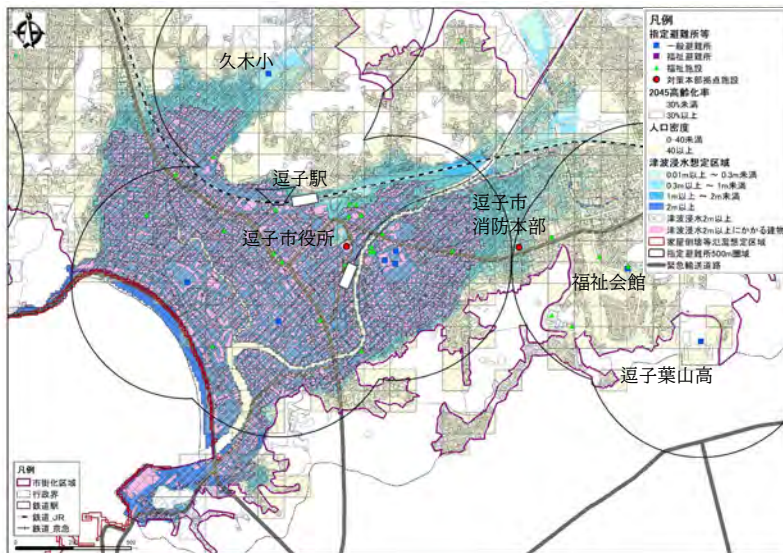 久木小
逗子駅
逗子市役所
逗子市
消防本部
福祉会館
逗子葉山高
凡例
指定避難所等
一般避難所
福祉避難所
福祉施設
対策本部拠点施設
2045高齢化率
30%未満
30%以上
人口密度
0-40未満
40以上
津波浸水想定区域
0.01m以上 ~ 0.3m未満
0.3m以上 ~ 1m未満
1m以上 ~ 2m未満
2m以上
津波浸水2m以上
津波浸水2m以上にかかる建物
家屋倒壊等氾濫想定区域
指定避難所500m圏域
緊急輸送道路
凡例
市街化区域
行政界
鉄道駅
鉄道_JR
鉄道_京急